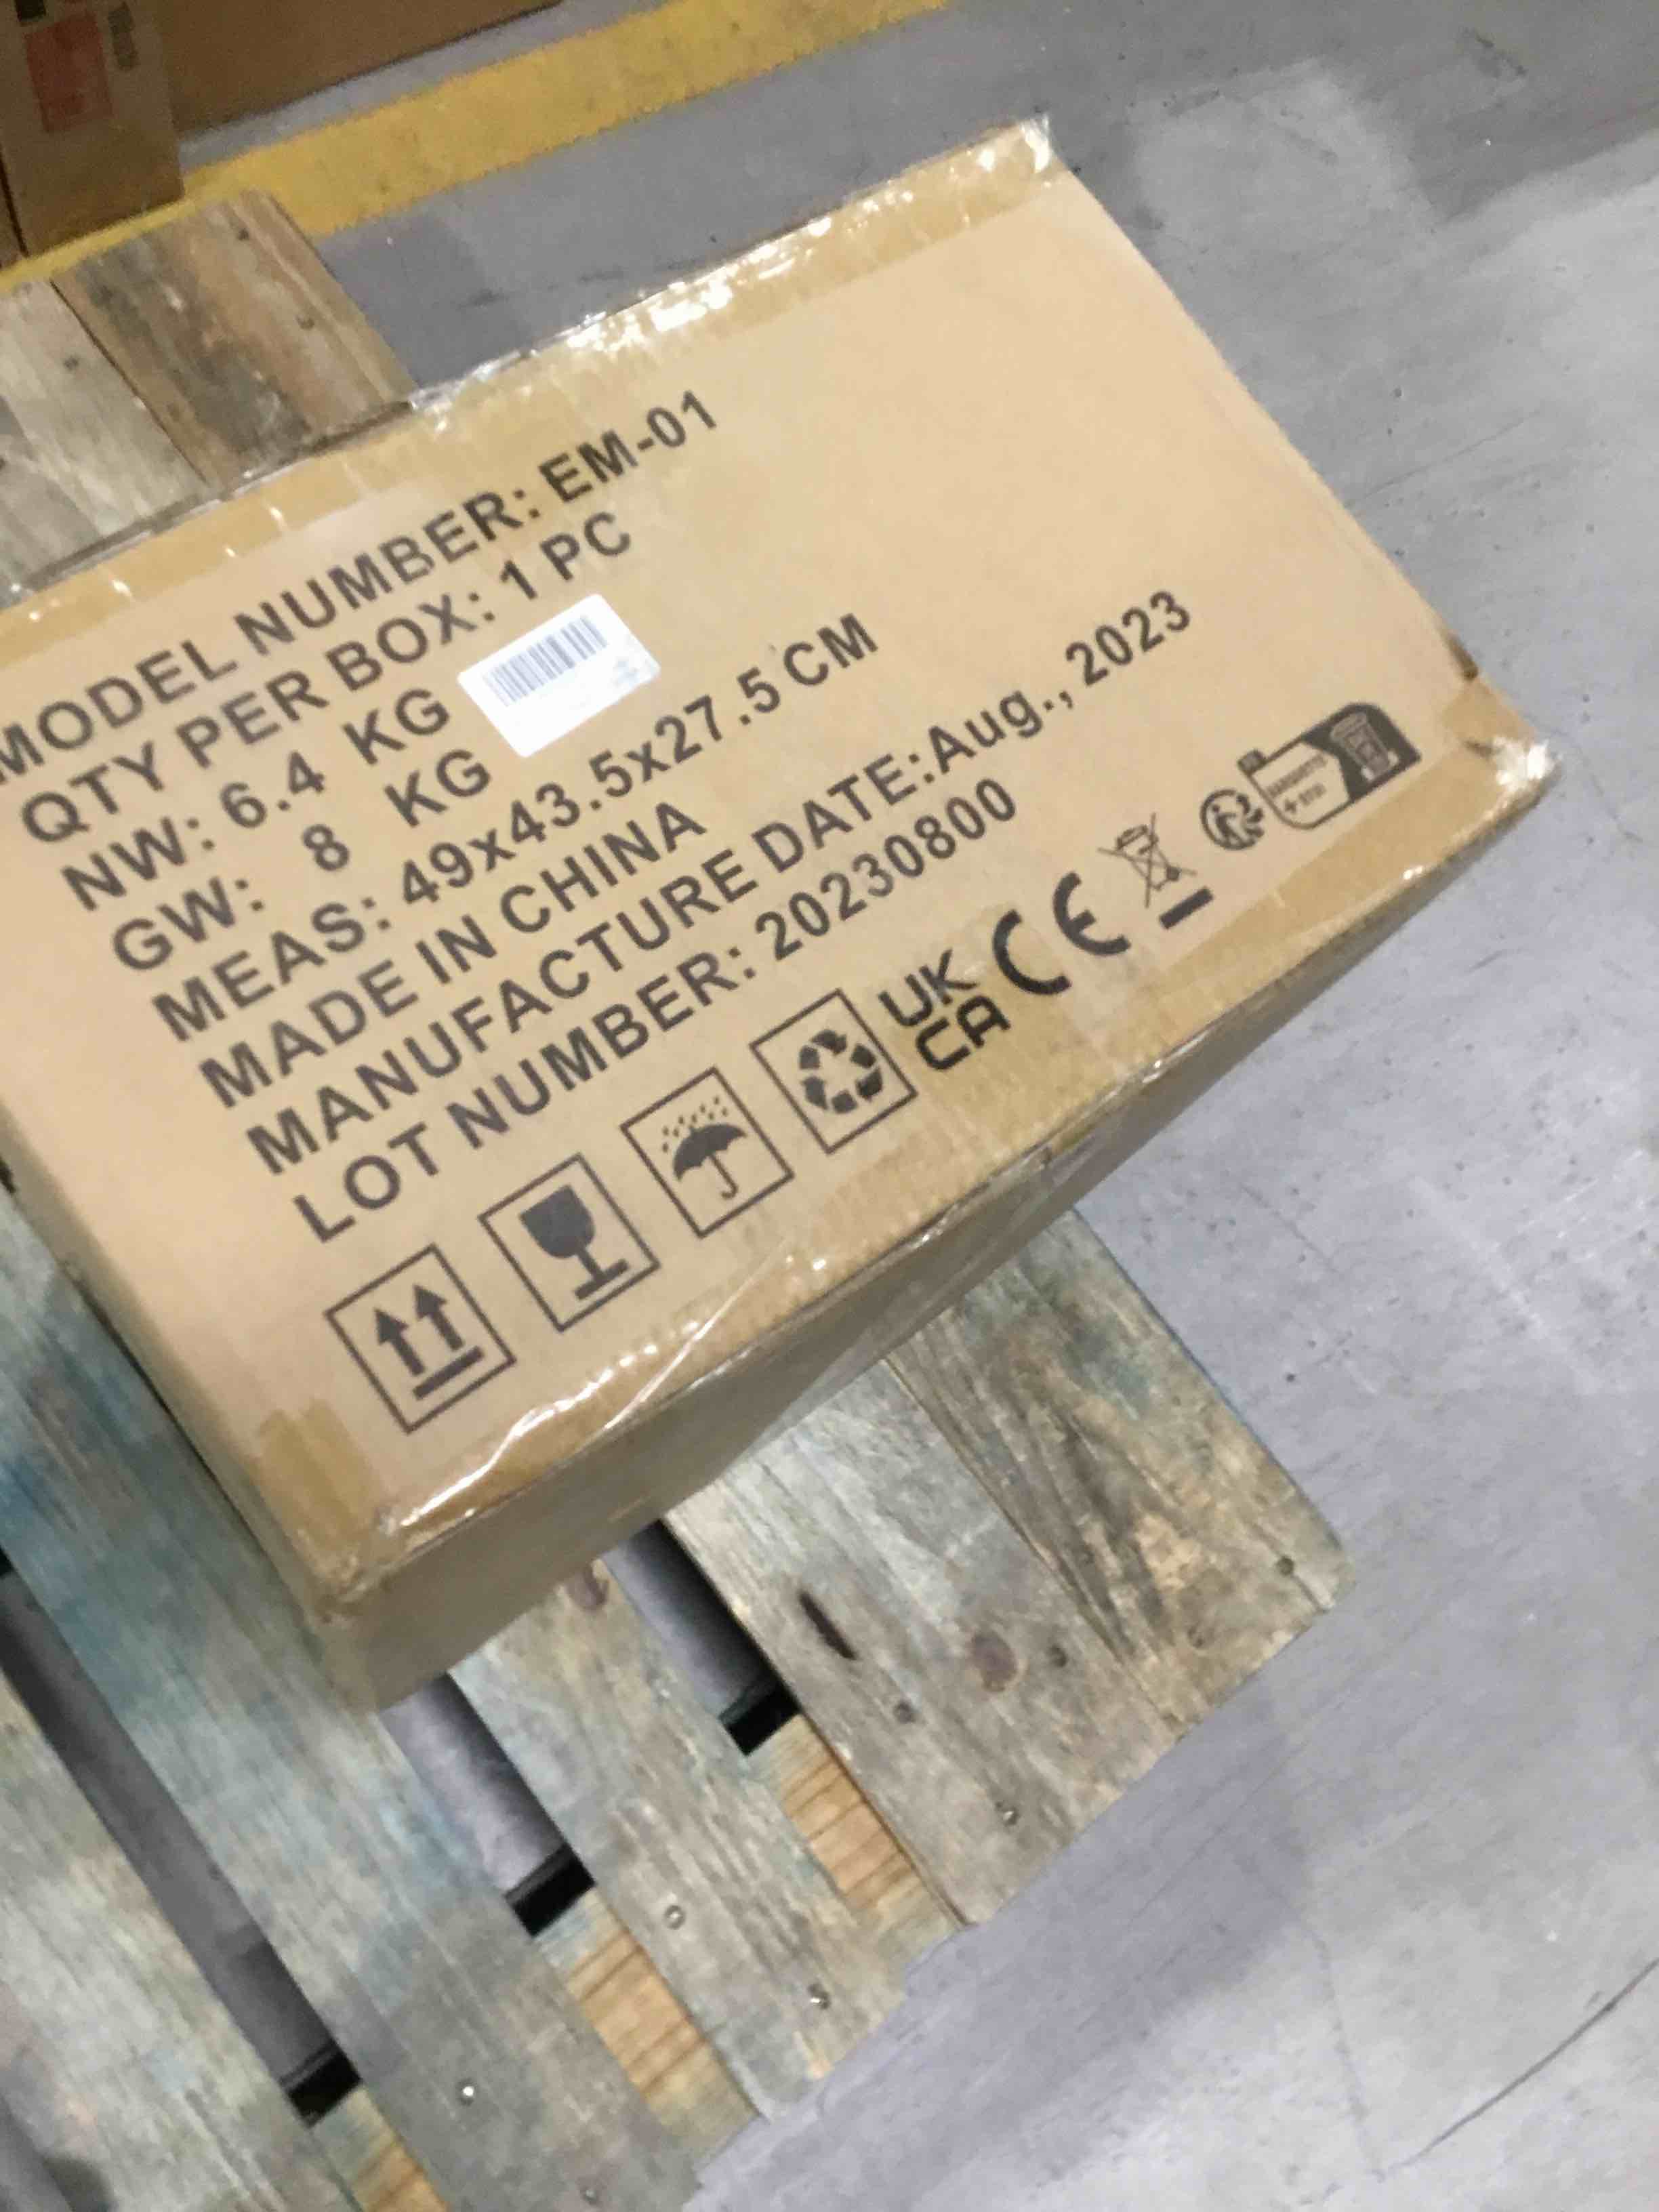 MODEL NUMBER: EM-01
QTY PER BOX: 1 PC
NW: 6.4 KG
GW: 8 KG
MEAS: 49x43.5x27.5 CM
MADE IN CHINA
MANUFACTURE DATE:Aug., 2023
LOT NUMBER: 20230800
UK
CA
CE